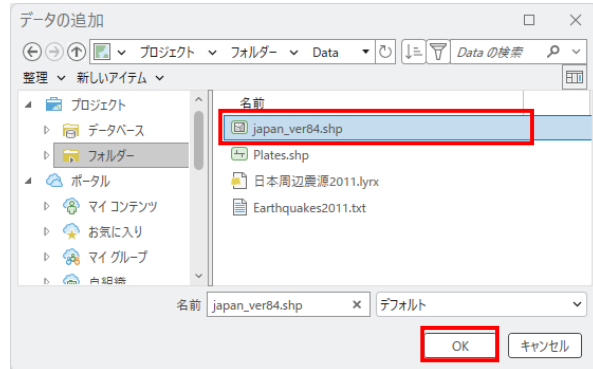 データの追加
プロジェクト フォルダー Data Data の検索
整理 新しいアイテム
プロジェクト
データベース
フォルダー
ポータル
マイ コンテンツ
お気に入り
マイ グループ
自組織
名前
japan_ver84.shp
Plates.shp
日本周辺震源2011.lyrx
Earthquakes2011.txt
名前 japan_ver84.shp デフォルト
OK キャンセル